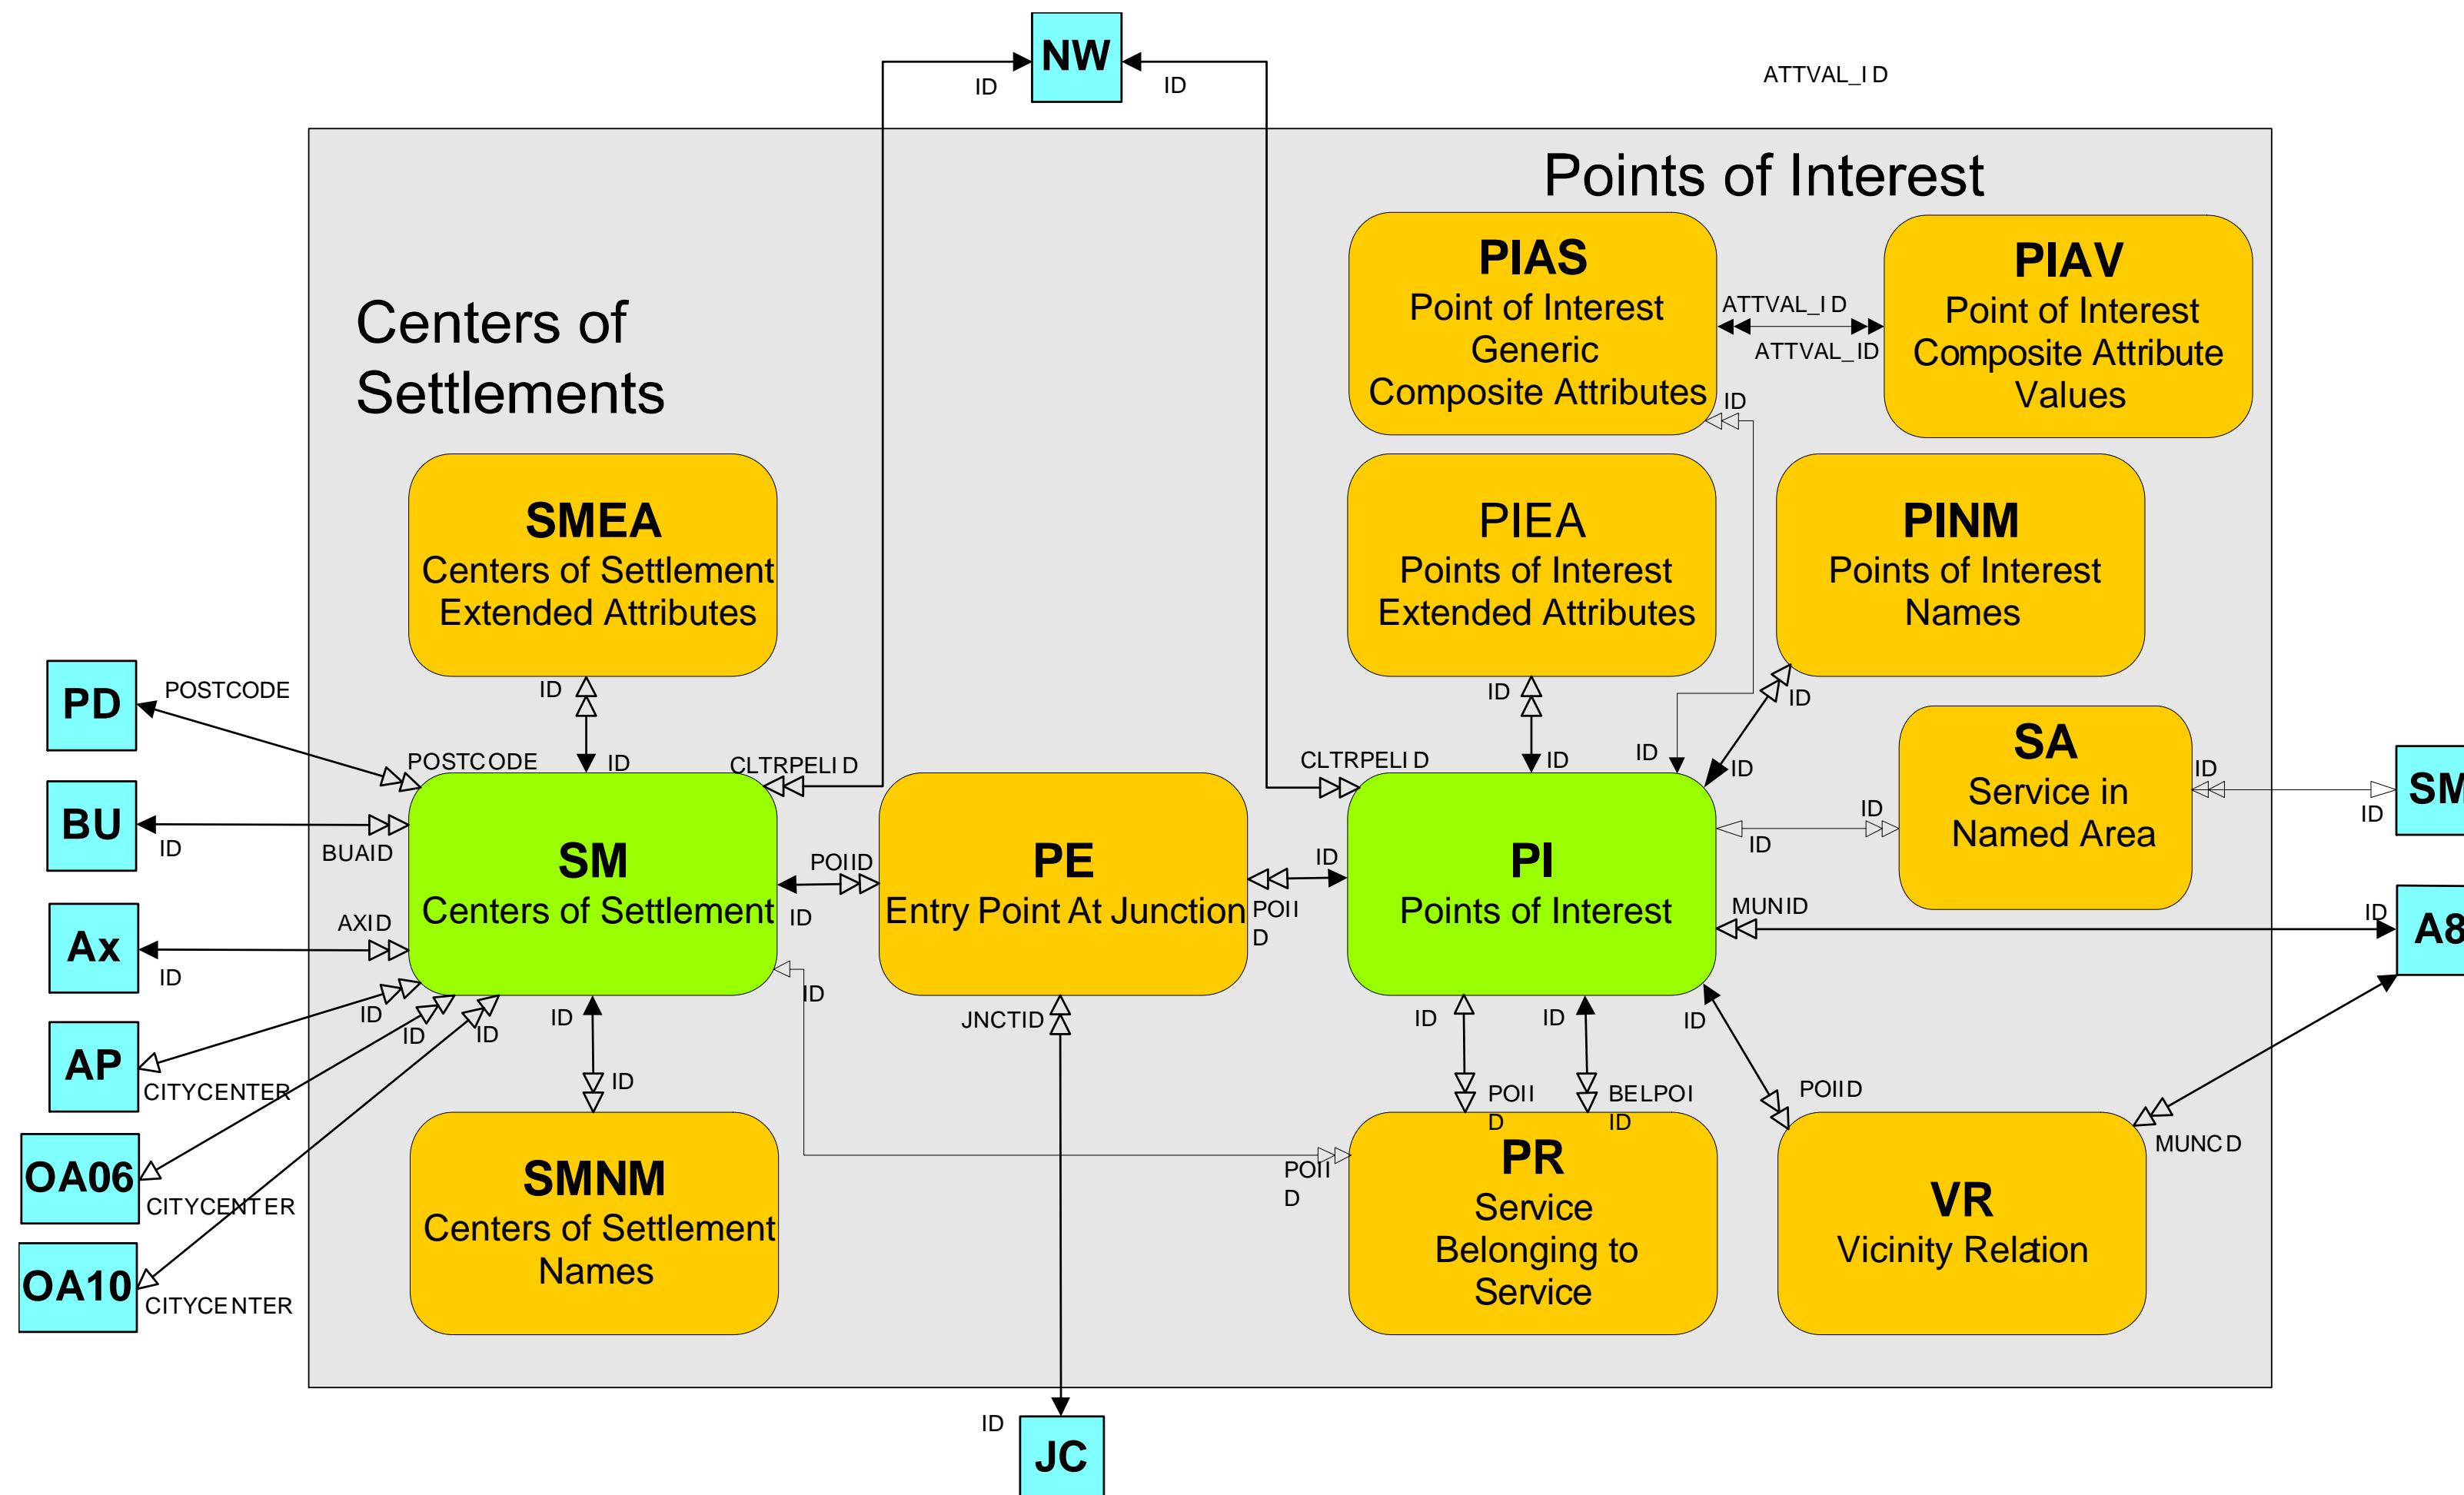 NW
ID
ID
ATTVAL_ID
Points of Interest
Centers of
Settlements
PIAS
Point of Interest
Generic
Composite Attributes
ATTVAL_ID
ATTVAL_ID
PIAV
Point of Interest
Composite Attribute
Values
ID
SMEA
Centers of Settlement
Extended Attributes
PIEA
Points of Interest
Extended Attributes
PINM
Points of Interest
Names
PD
POSTCODE
ID
ID
ID
POSTCODE
ID
CLTRPELID
CLTRPELID
ID
ID
ID
SA
Service in
Named Area
ID
ID
SM
BU
ID
BUAID
SM
Centers of Settlement
POIID
ID
PE
Entry Point At Junction
ID
POII
D
PI
Points of Interest
ID
ID
MUNID
ID
A8
Ax
ID
AXID
AP
CITYCENTER
ID
ID
ID
ID
ID
JNCTID
ID
ID
ID
ID
POII
D
BELPOI
ID
POIID
MUNCD
OA06
CITYCENTER
OA10
CITYCENTER
SMNM
Centers of Settlement
Names
POII
D
PR
Service
Belonging to
Service
VR
Vicinity Relation
ID
JC